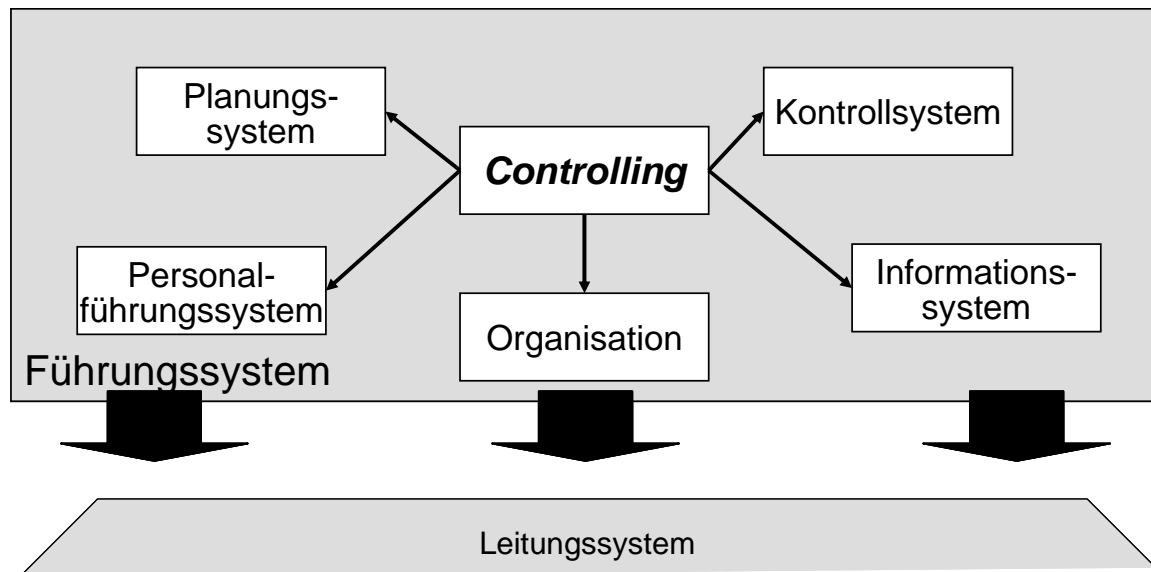 Planungs-
system
Kontrollsystem
Controlling
Personal-
führungssystem
Informations-
system
Organisation
Führungssystem
Leitungssystem